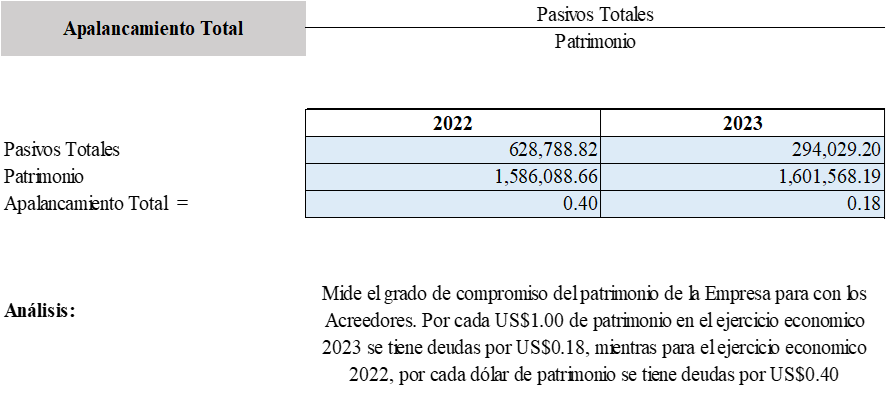 Apalancamiento Total
Pasivos Totales
Patrimonio
2022 2023
Pasivos Totales 628,788.82 294,029.20
Patrimonio 1,586,088.66 1,601,568.19
Apalancamiento Total = 0.40 0.18
Análisis:
Mide el grado de compromiso del patrimonio de la Empresa para con los
Acreedores. Por cada US$1.00 de patrimonio en el ejercicio economico
2023 se tiene deudas por US$0.18, mientras para el ejercicio economico
2022, por cada dólar de patrimonio se tiene deudas por US$0.40